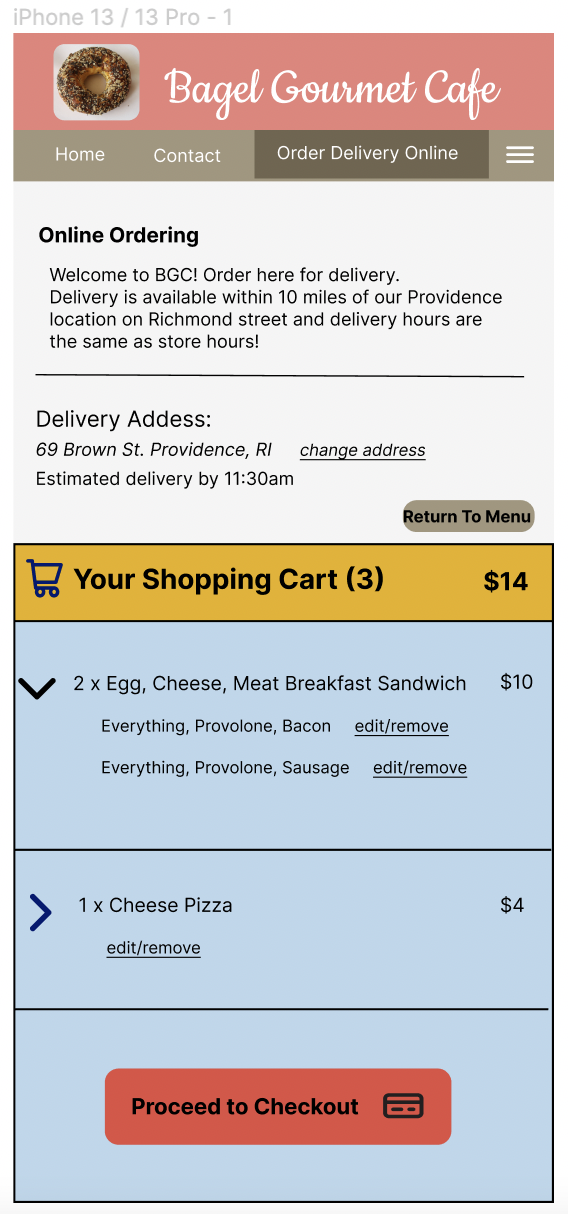 iPhone 13 / 13 Pro - 1
Bagel Gourmet Cafe
Home Contact Order Delivery Online
Online Ordering
Welcome to BGC! Order here for delivery.
Delivery is available within 10 miles of our Providence
location on Richmond street and delivery hours are
the same as store hours!
Delivery Addess:
69 Brown St. Providence, RI change address
Estimated delivery by 11:30am
Return To Menu
Your Shopping Cart (3) $14
2 x Egg, Cheese, Meat Breakfast Sandwich $10
Everything, Provolone, Bacon edit/remove
Everything, Provolone, Sausage edit/remove
1 x Cheese Pizza $4
edit/remove
Proceed to Checkout